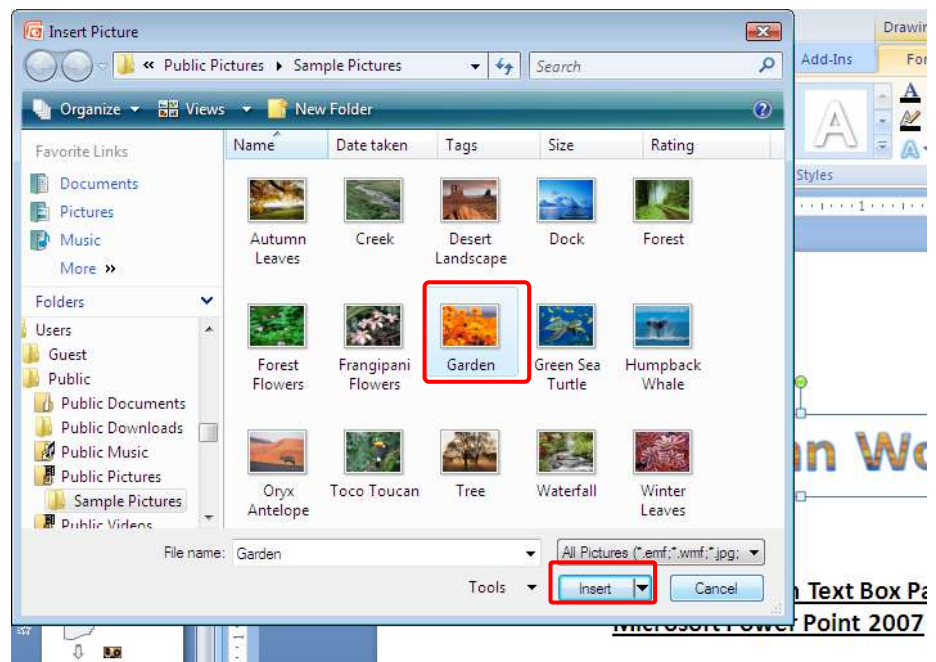 Insert Picture
« Public Pictures Sample Pictures
Search
Organize Views New Folder
Favorite Links
Documents
Pictures
Music
More »
Folders
Users
Guest
Public
Public Documents
Public Downloads
Public Music
Public Pictures
Sample Pictures
Public Videos
Name Date taken Tags Size Rating
Autumn Leaves
Creek
Desert Landscape
Dock
Forest
Forest Flowers
Frangipani Flowers
Garden
Green Sea Turtle
Humpback Whale
Oryx Antelope
Toco Toucan
Tree
Waterfall
Winter Leaves
File name: Garden
All Pictures (*.emf;*.wmf;*.jpg;
Tools Insert Cancel
Drawin
Add-Ins For
A
A
A
Styles
1
n Wo
n Text Box Pa
Microsoft Power Point 2007